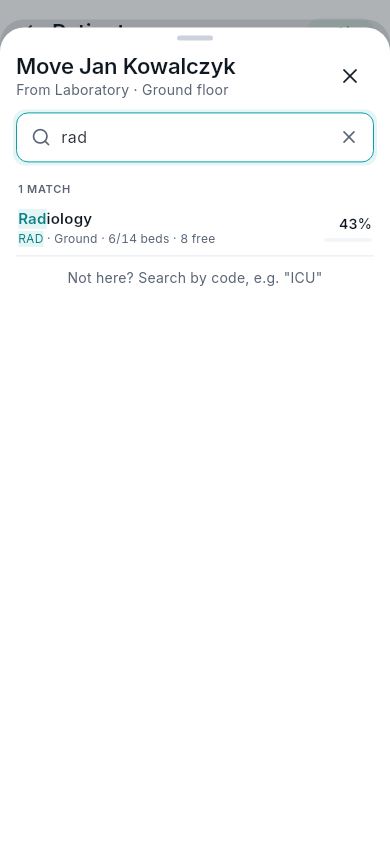 Move Jan Kowalczyk
From Laboratory · Ground floor
rad
1 MATCH
Radiology
43%
RAD · Ground · 6/14 beds · 8 free
Not here? Search by code, e.g. "ICU"